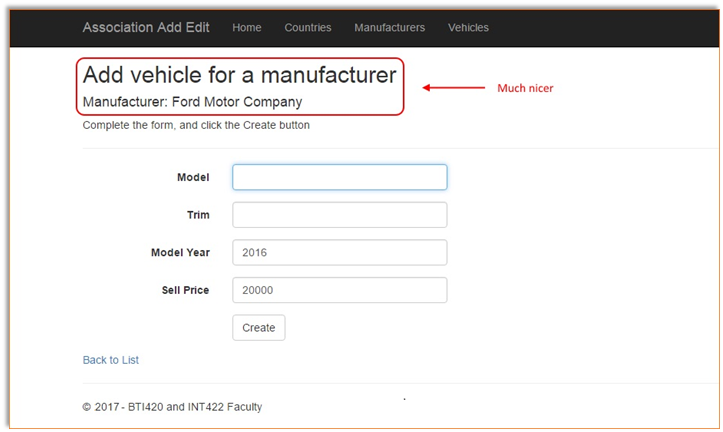 Association Add Edit Home Countries Manufacturers Vehicles
Add vehicle for a manufacturer
Much nicer
Manufacturer: Ford Motor Company
Complete the form, and click the Create button
Model
Trim
Model Year 2016
Sell Price 20000
Create
Back to List
© 2017 - BTI420 and INT422 Faculty